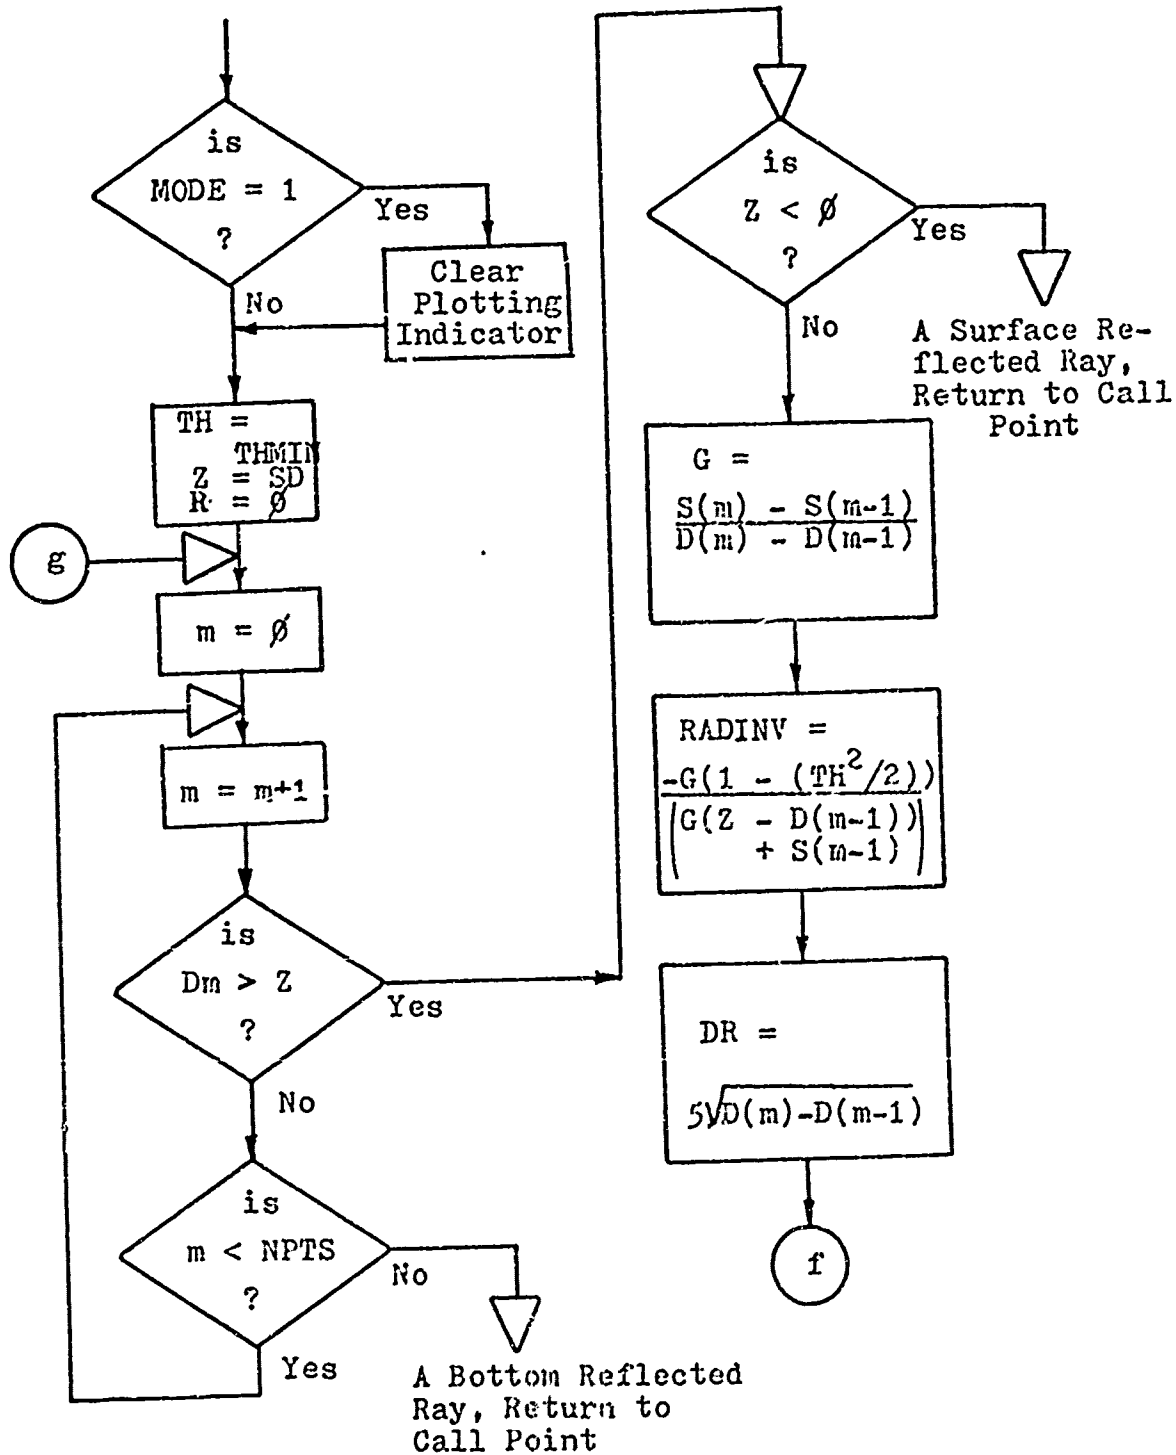 is
MODE = 1
?
Yes
No
Clear
Plotting
Indicator
TH =
THMIN
Z = SD
R = Ø
g
m = Ø
m = m+1
is
Dm > Z
?
Yes
No
is
m < NPTS
?
No
Yes
A Bottom Reflected
Ray, Return to
Call Point
is
Z < Ø
?
Yes
No
A Surface Re-
flected Ray,
Return to Call
Point
G =
S(m) - S(m-1)
D(m) - D(m-1)
RADINV =
-G(1 - (TH²/2))
(G(Z - D(m-1))
+ S(m-1))
DR =
5√D(m)-D(m-1)
f